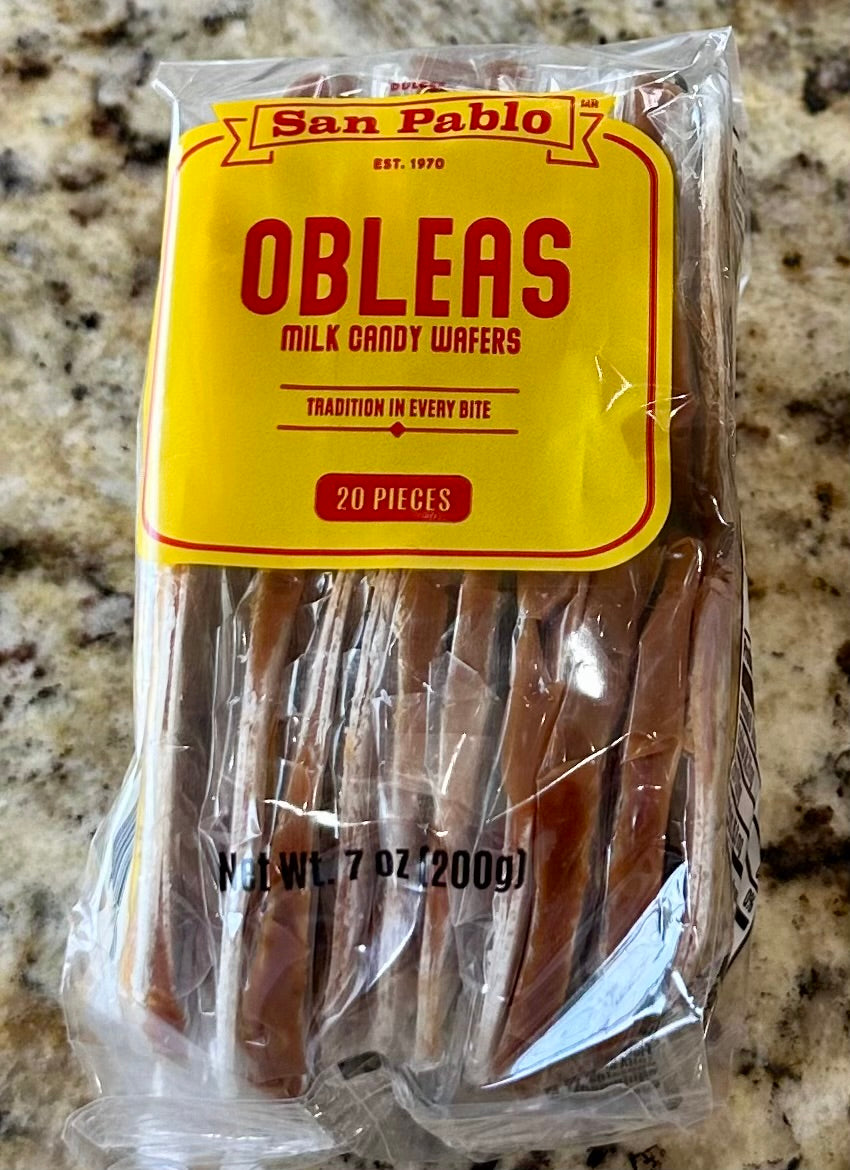 San Pablo
MR
EST. 1970
OBLEAS
MILK CANDY WAFERS
TRADITION IN EVERY BITE
20 PIECES
Net Wt. 7 oz (200g)